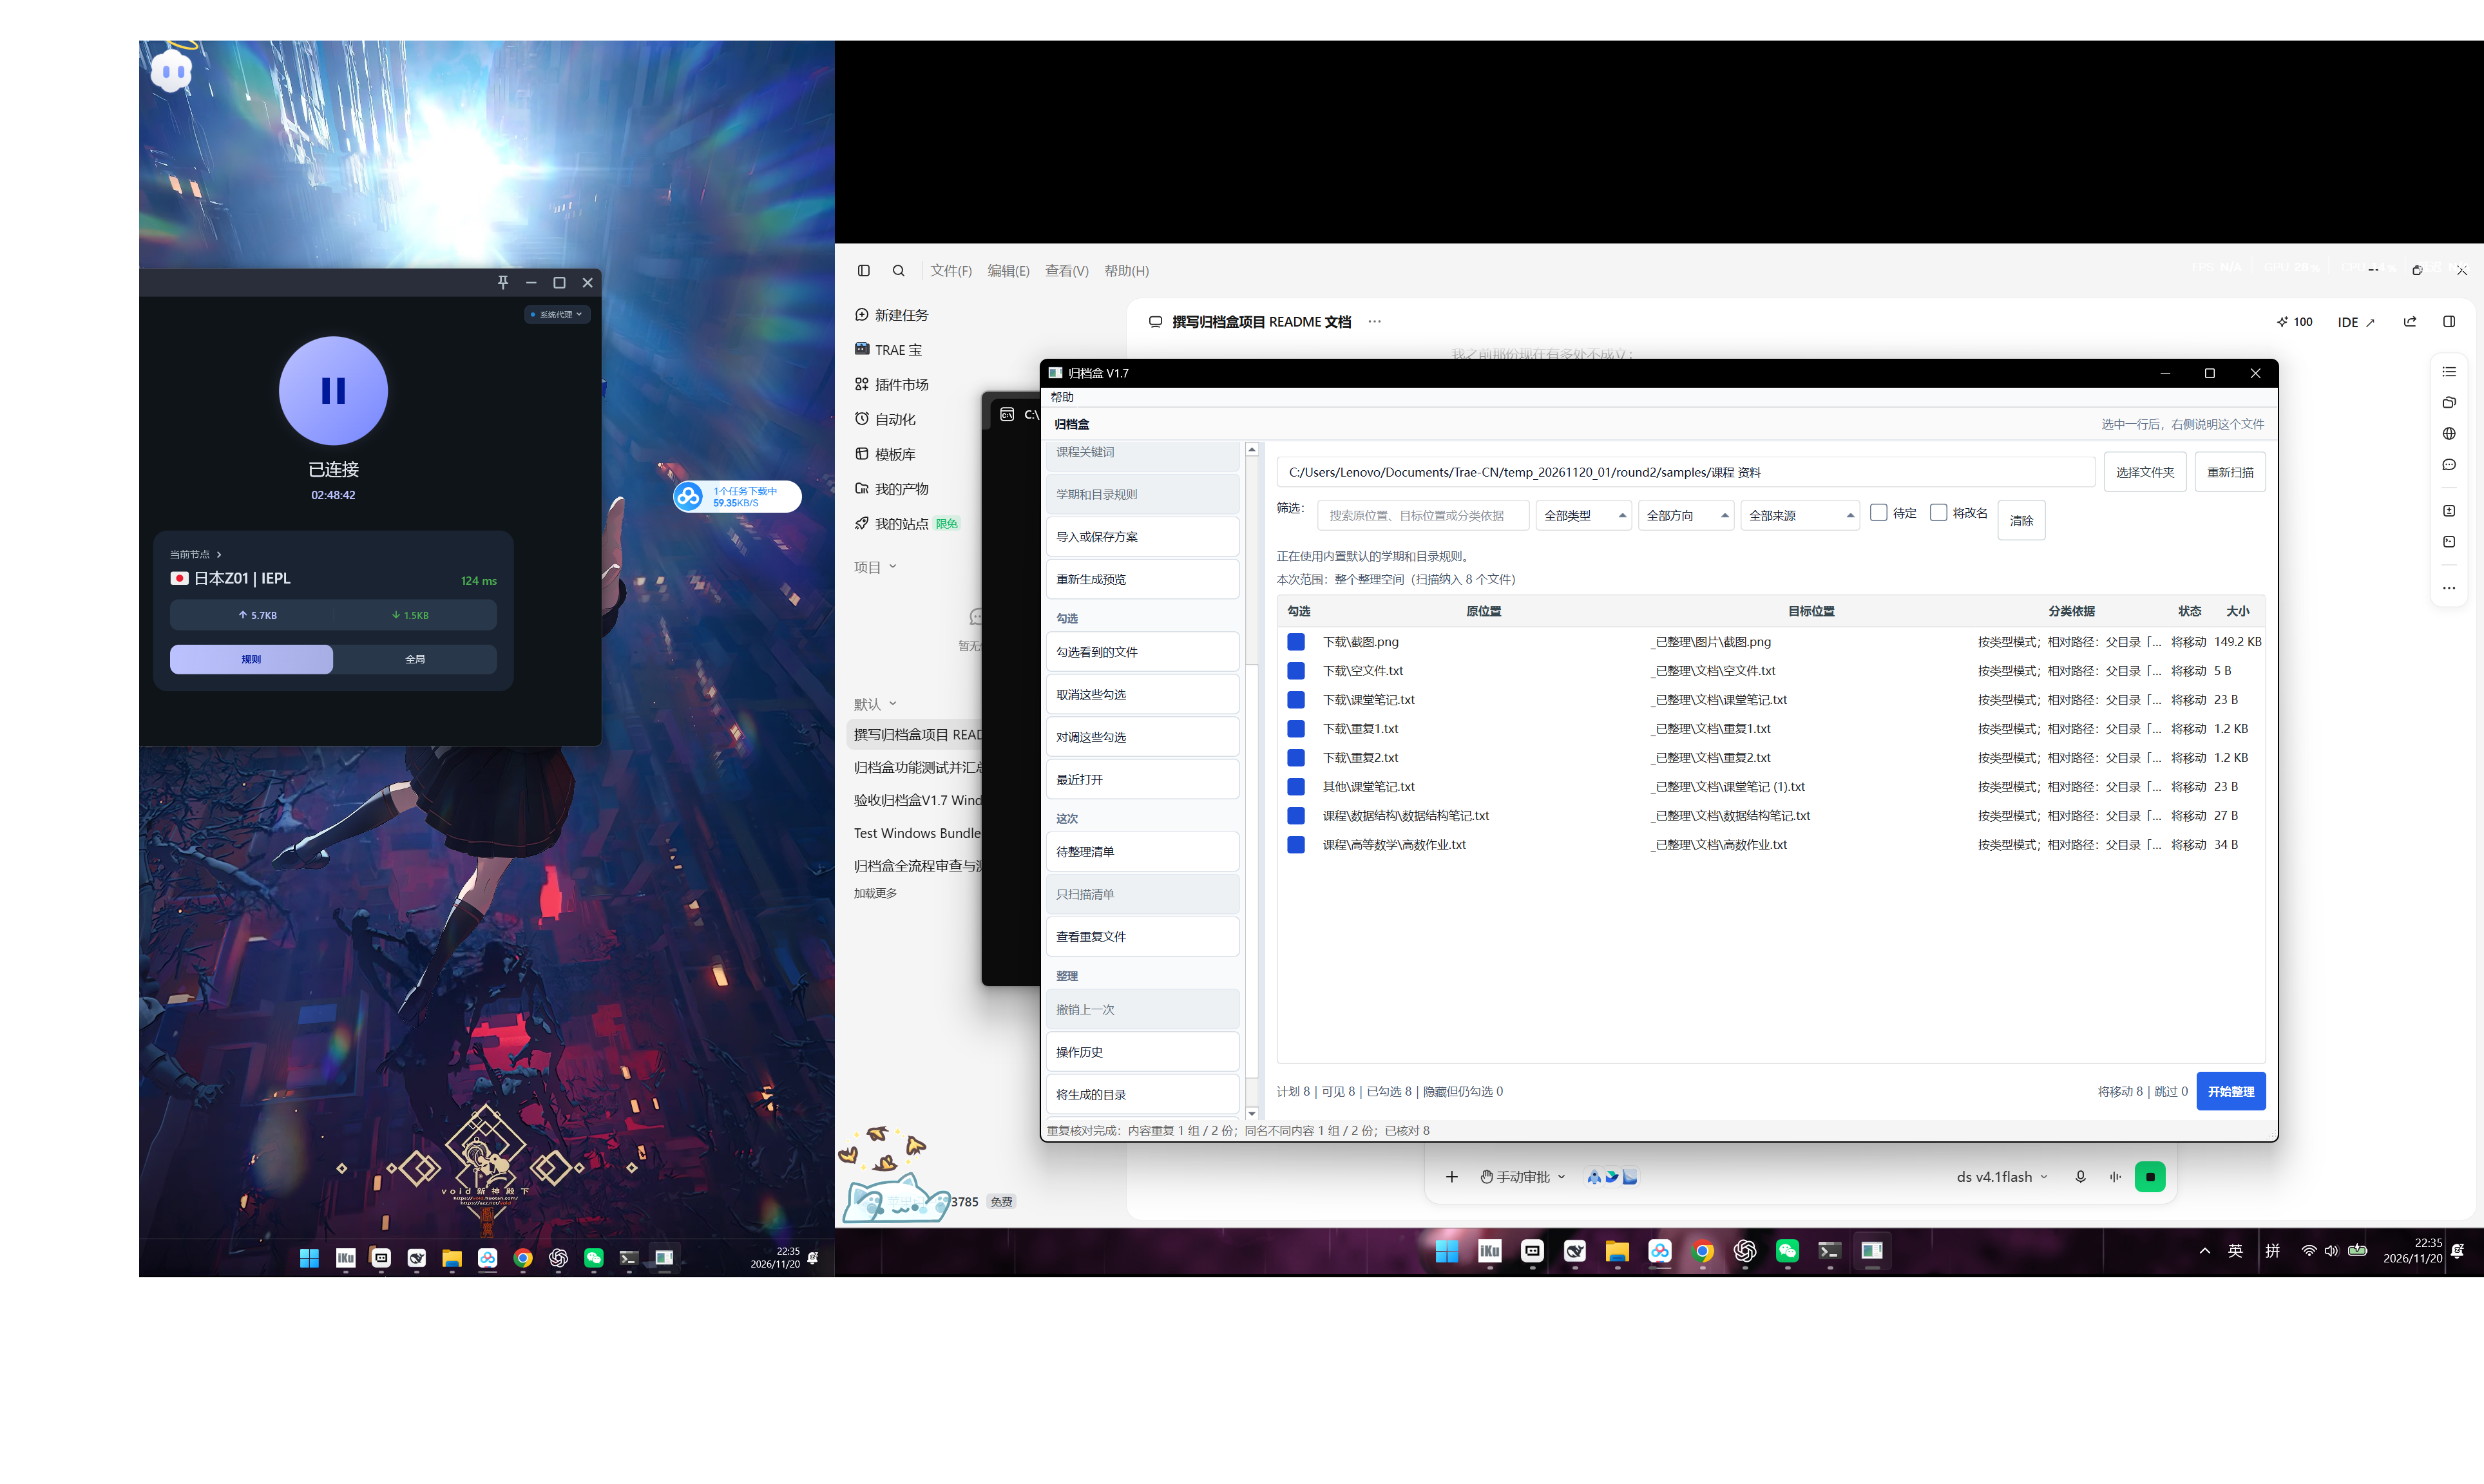 系统代理
已连接
02:48:42
当前节点
日本Z01 | IEPL
124 ms
5.7KB
1.5KB
规则
全局
1个任务下载中
59.35KB/S
void 新神殿下
22:35
2026/11/20
文件(F)
编辑(E)
查看(V)
帮助(H)
新建任务
TRAE 宝
插件市场
自动化
模板库
我的产物
我的站点 限免
项目
暂无
默认
撰写归档盒项目 READ
归档盒功能测试并汇总
验收归档盒V1.7 Wind
Test Windows Bundle
归档盒全流程审查与测
加载更多
3785 免费
撰写归档盒项目 README 文档
100
IDE
我之前那份现在有多处不成立：
C:\
归档盒 V1.7
帮助
归档盒
选中一行后，右侧说明这个文件
课程关键词
学期和目录规则
导入或保存方案
重新生成预览
勾选
勾选看到的文件
取消这些勾选
对调这些勾选
最近打开
这次
待整理清单
只扫描清单
查看重复文件
整理
撤销上一次
操作历史
将生成的目录
C:/Users/Lenovo/Documents/Trae-CN/temp_20261120_01/round2/samples/课程 资料
选择文件夹
重新扫描
筛选：
搜索原位置、目标位置或分类依据
全部类型
全部方向
全部来源
待定
将改名
清除
正在使用内置默认的学期和目录规则。
本次范围：整个整理空间（扫描纳入 8 个文件）
勾选 原位置 目标位置 分类依据 状态 大小
下载\截图.png _已整理\图片\截图.png 按类型模式；相对路径：父目录「... 将移动 149.2 KB
下载\空文件.txt _已整理\文档\空文件.txt 按类型模式；相对路径：父目录「... 将移动 5 B
下载\课堂笔记.txt _已整理\文档\课堂笔记.txt 按类型模式；相对路径：父目录「... 将移动 23 B
下载\重复1.txt _已整理\文档\重复1.txt 按类型模式；相对路径：父目录「... 将移动 1.2 KB
下载\重复2.txt _已整理\文档\重复2.txt 按类型模式；相对路径：父目录「... 将移动 1.2 KB
其他\课堂笔记.txt _已整理\文档\课堂笔记 (1).txt 按类型模式；相对路径：父目录「... 将移动 23 B
课程\数据结构\数据结构笔记.txt _已整理\文档\数据结构笔记.txt 按类型模式；相对路径：父目录「... 将移动 27 B
课程\高等数学\高数作业.txt _已整理\文档\高数作业.txt 按类型模式；相对路径：父目录「... 将移动 34 B
计划 8 | 可见 8 | 已勾选 8 | 隐藏但仍勾选 0
将移动 8 | 跳过 0
开始整理
重复核对完成：内容重复 1 组 / 2 份；同名不同内容 1 组 / 2 份；已核对 8
手动审批
ds v4.1flash
英
拼
22:35
2026/11/20